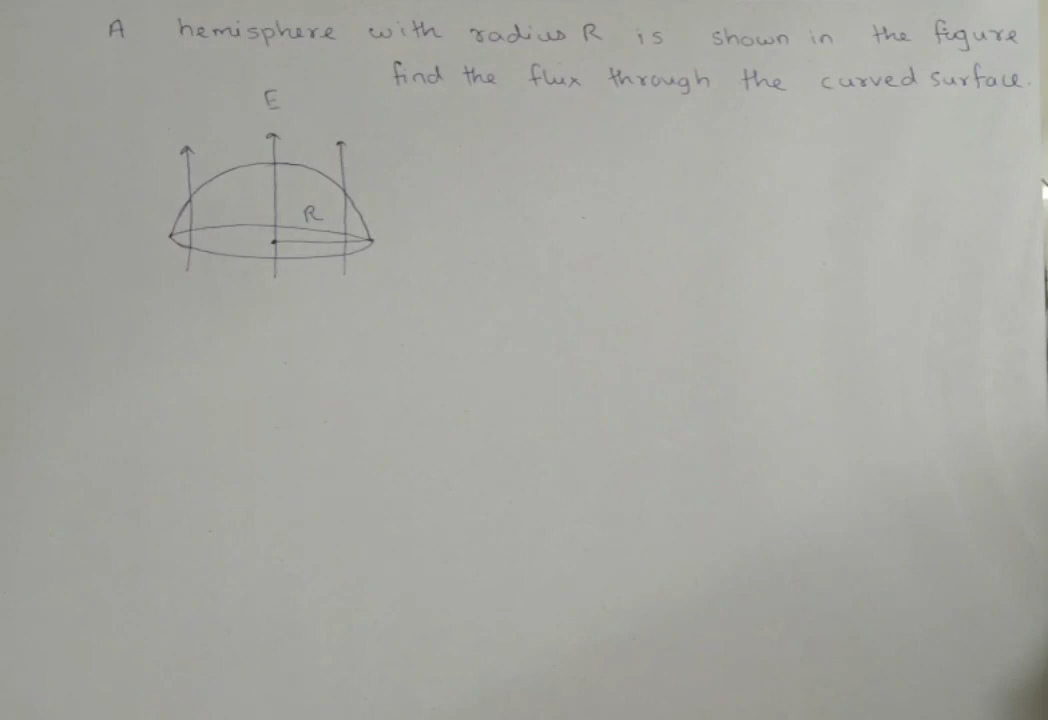 A hemisphere with radius R is shown in the figure
find the flux through the curved surface.
E
R